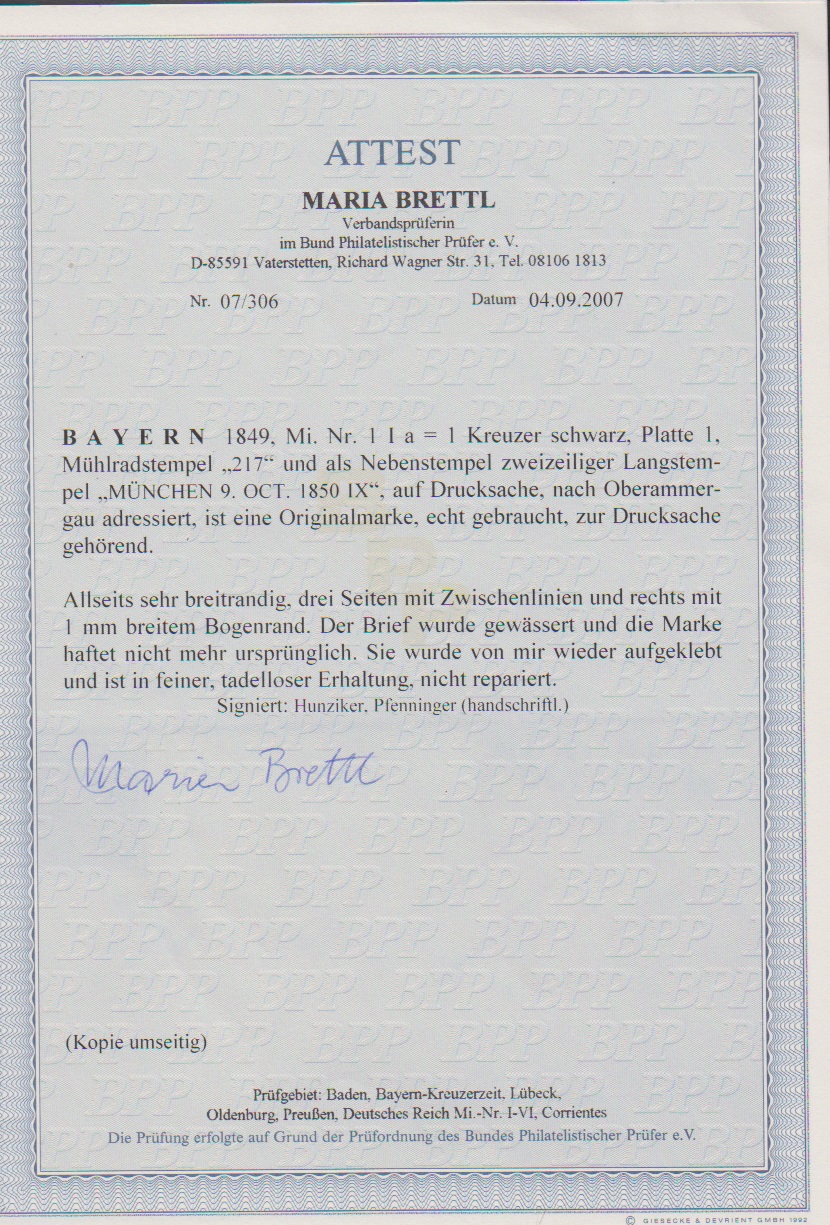 ATTEST
MARIA BRETTL
Verbandsprüferin
im Bund Philatelistischer Prüfer e. V.
D-85591 Vaterstetten, Richard Wagner Str. 31, Tel. 08106 1813
Nr. 07/306 Datum 04.09.2007
B A Y E R N 1849, Mi. Nr. 1 I a = 1 Kreuzer schwarz, Platte 1,
Mühlradstempel „217“ und als Nebenstempel zweizeiliger Langstem-
pel „MÜNCHEN 9. OCT. 1850 IX“, auf Drucksache, nach Oberammer-
gau adressiert, ist eine Originalmarke, echt gebraucht, zur Drucksache
gehörend.
Allseits sehr breitrandig, drei Seiten mit Zwischenlinien und rechts mit
1 mm breitem Bogenrand. Der Brief wurde gewässert und die Marke
haftet nicht mehr ursprünglich. Sie wurde von mir wieder aufgeklebt
und ist in feiner, tadelloser Erhaltung, nicht repariert.
Signiert: Hunziker, Pfenninger (handschriftl.)
Maria Brettl
(Kopie umseitig)
Prüfgebiet: Baden, Bayern-Kreuzerzeit, Lübeck,
Oldenburg, Preußen, Deutsches Reich Mi.-Nr. I-VI, Corrientes
Die Prüfung erfolgte auf Grund der Prüfordnung des Bundes Philatelistischer Prüfer e.V.
© GIESECKE & DEVRIENT GMBH 1992